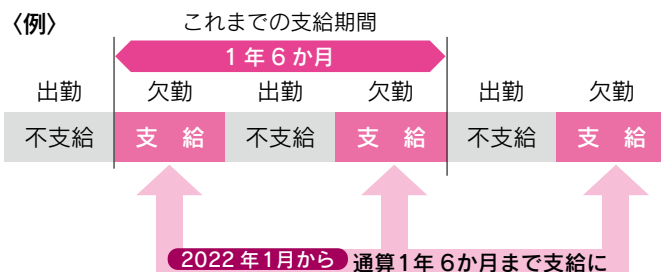 〈例〉 これまでの支給期間
1年6か月
出勤 欠勤 出勤 欠勤 出勤 欠勤
不支給 支 給 不支給 支 給 不支給 支 給
2022年1月から 通算1年6か月まで支給に